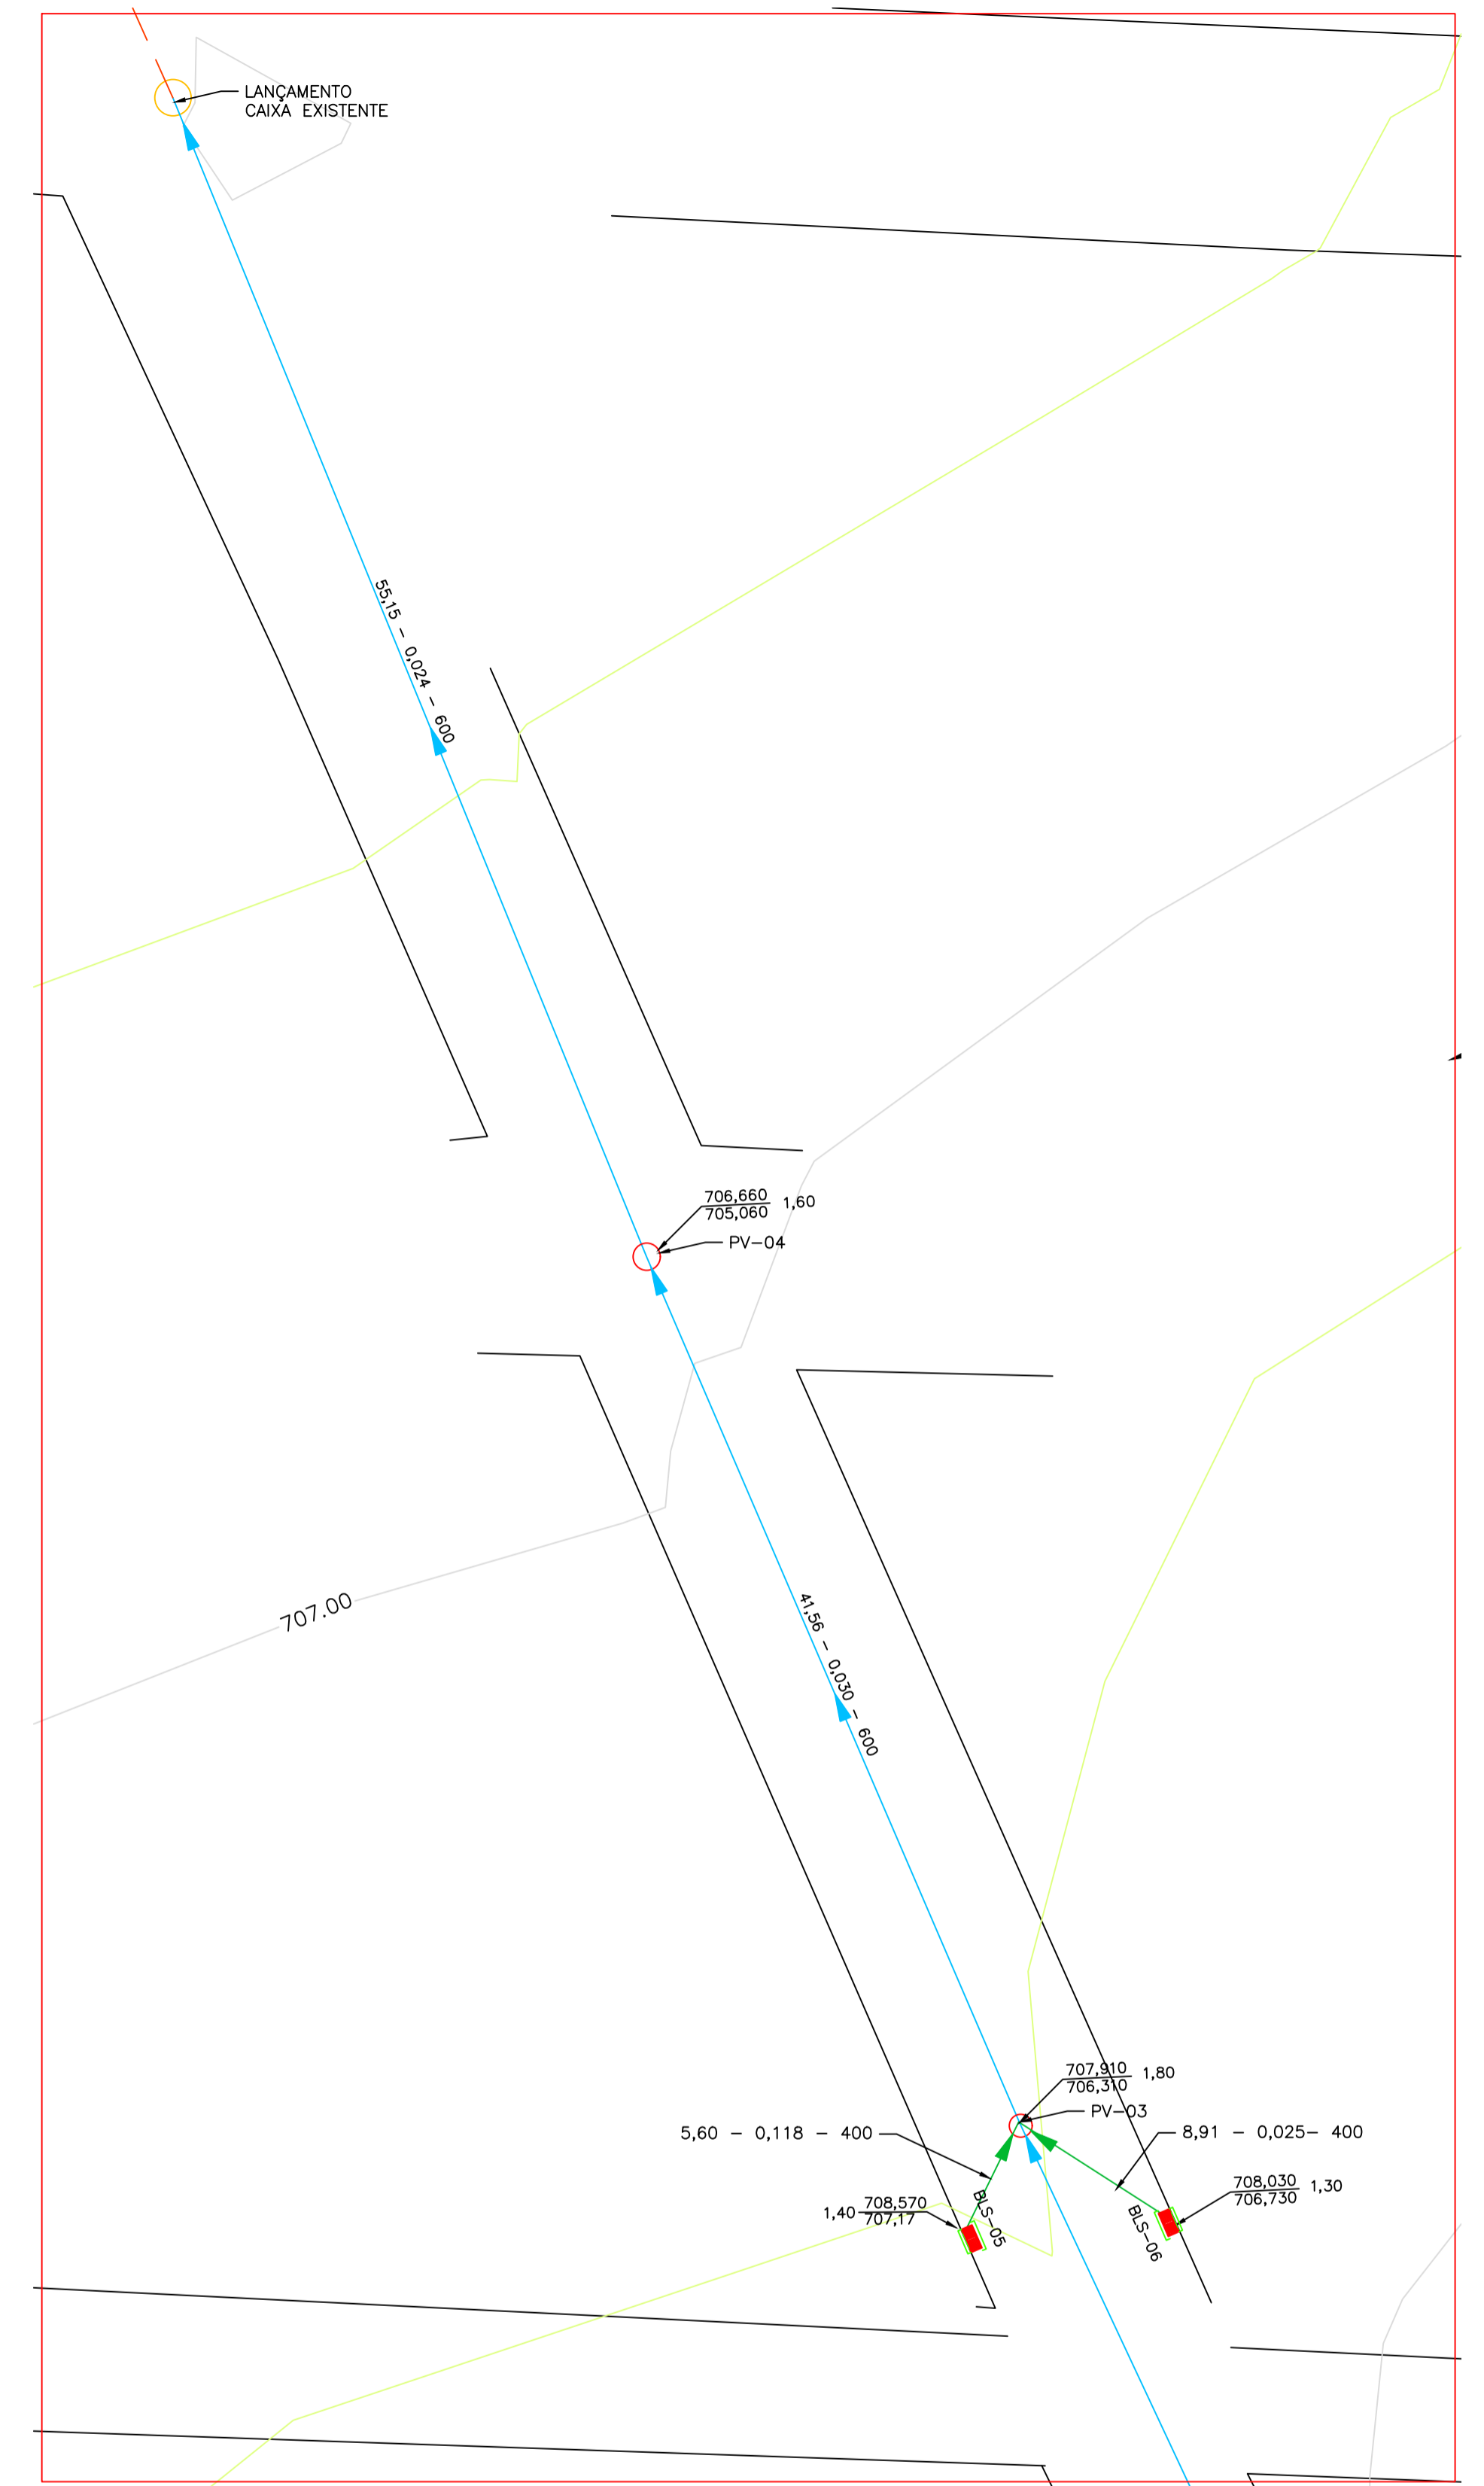 LANÇAMENTO
CAIXA EXISTENTE
55,15 - 0,024 - 600
706,660
705,060
1,60
PV-04
707.00
41,56 - 0,030 - 600
707,910
706,310
1,80
PV-03
5,60 - 0,118 - 400
8,91 - 0,025- 400
708,030
706,730
1,30
1,40
708,570
707,17
BLS-05
BLS-06